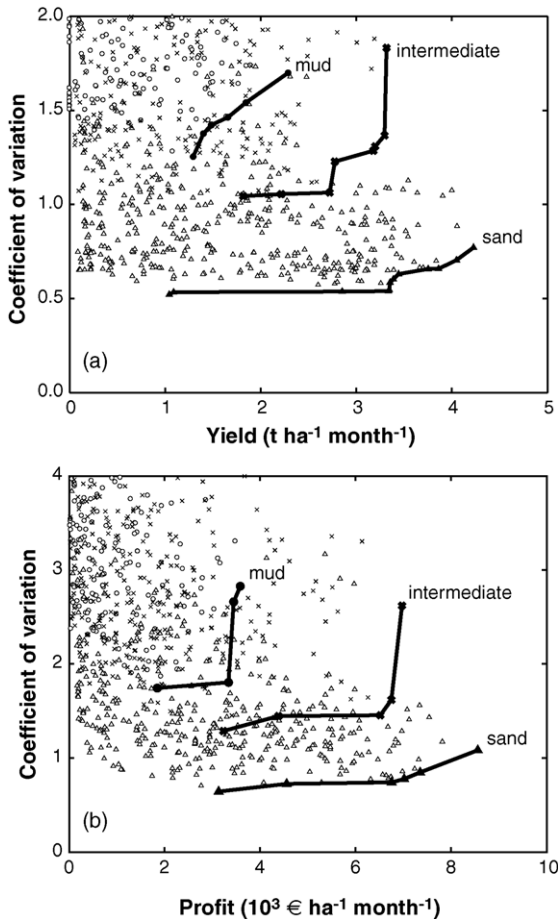 2.0
mud
intermediate
1.5
Coefficient of variation
1.0
sand
0.5
(a)
0.0
0 1 2 3 4 5
Yield (t ha⁻¹ month⁻¹)
4
3
mud
Coefficient of variation
intermediate
2
sand
1
(b)
0
0 2 4 6 8 10
Profit (10³ € ha⁻¹ month⁻¹)